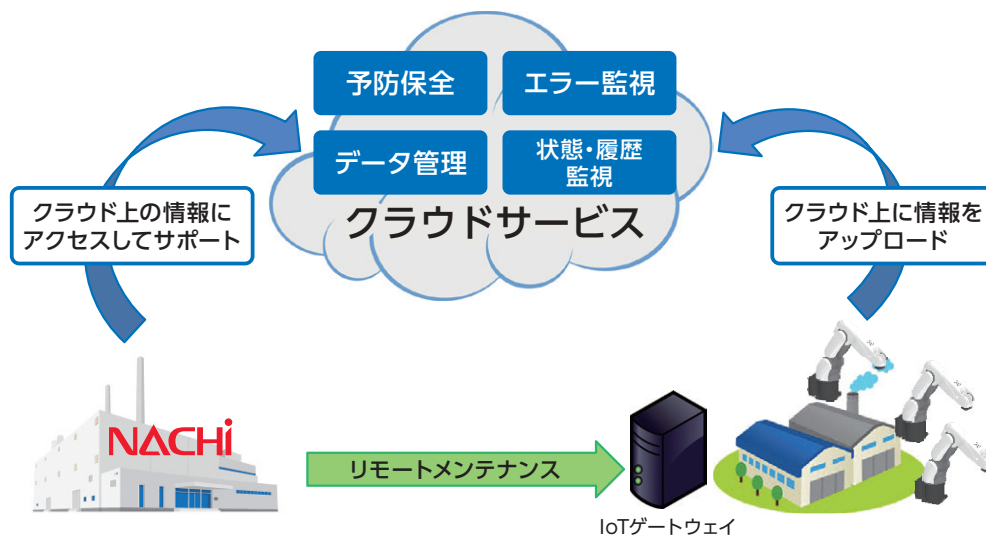 予防保全
エラー監視
データ管理
状態・履歴
監視
クラウドサービス
クラウド上の情報に
アクセスしてサポート
クラウド上に情報を
アップロード
NACHi
リモートメンテナンス
IoTゲートウェイ